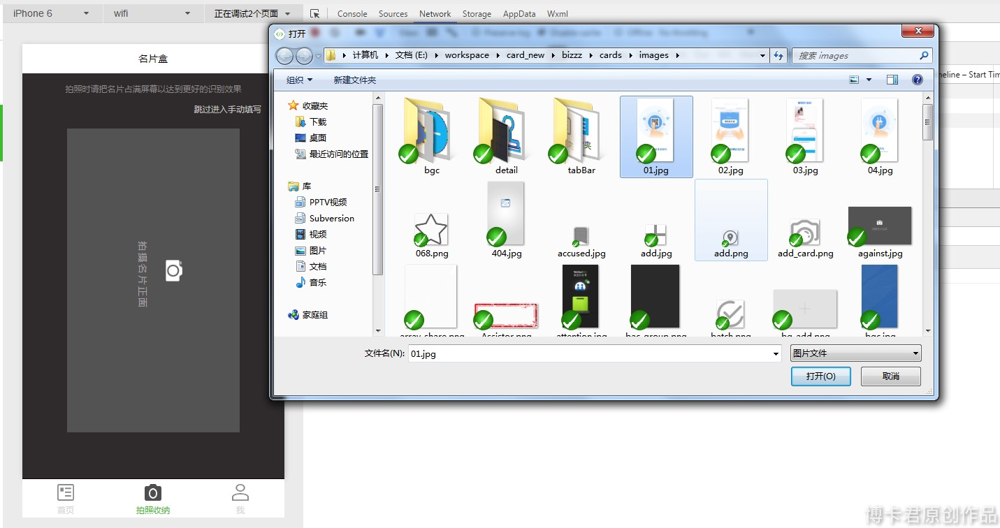 iPhone 6
wifi
正在调试2个页面
Console
Sources
Network
Storage
AppData
Wxml
打开
Preserve log
Disable cache
Offline
No throttling
计算机
文档 (E:)
workspace
card_new
bizzz
cards
images
搜索 images
组织
新建文件夹
meline – Start Tim
名片盒
拍照时请把名片占满屏幕以达到更好的识别效果
跳过进入手动填写
拍摄名片正面
首页
拍照收纳
我
收藏夹
下载
桌面
最近访问的位置
库
PPTV视频
Subversion
视频
图片
文档
音乐
家庭组
bgc
detail
tabBar
01.jpg
02.jpg
03.jpg
04.jpg
068.png
404.jpg
accused.jpg
add.jpg
add.png
add_card.png
against.jpg
array_share.png
Assistor.png
attention.jpg
bac_group.png
batch.png
bg_add.png
bgc.jpg
文件名(N):
01.jpg
图片文件
打开(O)
取消
博卡君原创作品